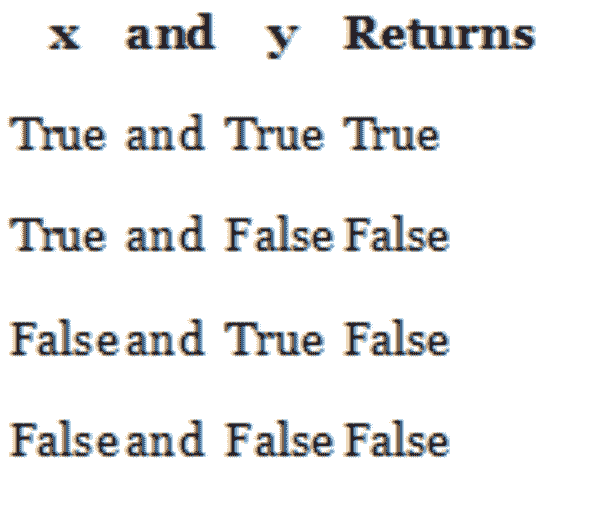 x and y Returns
True and True True
True and False False
False and True False
False and False False